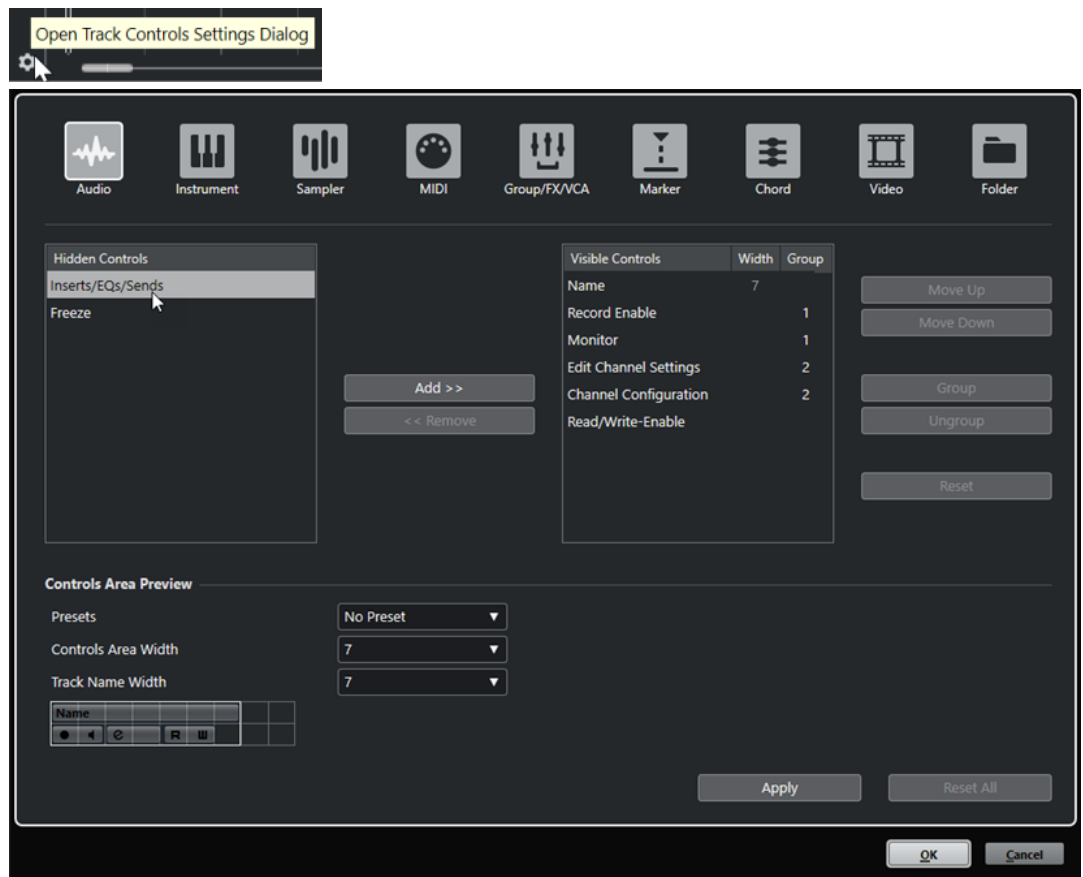 Open Track Controls Settings Dialog
Audio Instrument Sampler MIDI Group/FX/VCA Marker Chord Video Folder
Hidden Controls
Inserts/EQs/Sends
Freeze
Add >>
<< Remove
Visible Controls Width Group
Name 7
Record Enable 1
Monitor 1
Edit Channel Settings 2
Channel Configuration 2
Read/Write-Enable
Move Up
Move Down
Group
Ungroup
Reset
Controls Area Preview
Presets No Preset
Controls Area Width 7
Track Name Width 7
Name
e R W
Apply Reset All
OK Cancel